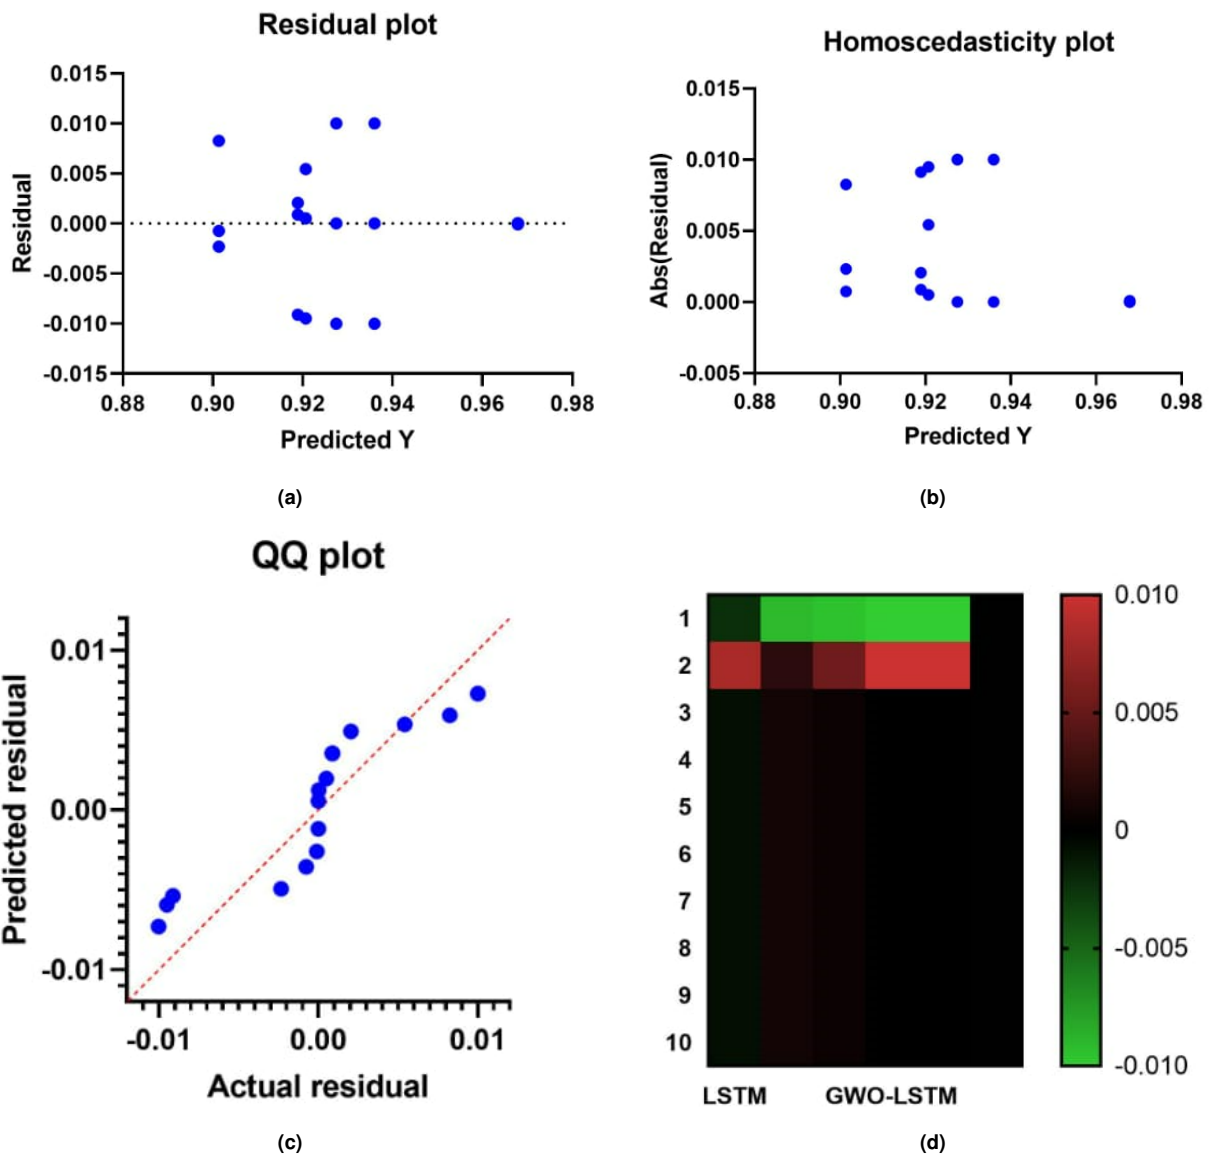 Residual plot
0.015
0.010
0.005
0.000
-0.005
-0.010
-0.015
Residual
0.88 0.90 0.92 0.94 0.96 0.98
Predicted Y
(a)
Homoscedasticity plot
0.015
0.010
0.005
0.000
-0.005
Abs(Residual)
0.88 0.90 0.92 0.94 0.96 0.98
Predicted Y
(b)
QQ plot
0.01
0.00
-0.01
Predicted residual
-0.01 0.00 0.01
Actual residual
(c)
1
2
3
4
5
6
7
8
9
10
LSTM GWO-LSTM
0.010
0.005
0
-0.005
-0.010
(d)